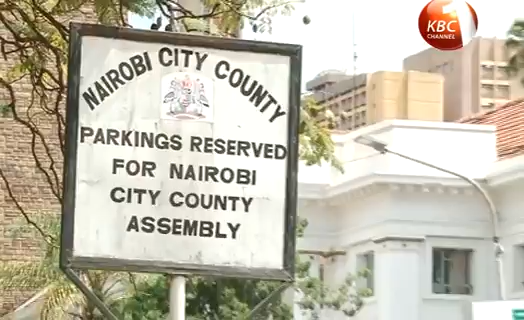 NAIROBI CITY COUNTY
PARKINGS RESERVED
FOR NAIROBI
CITY COUNTY
ASSEMBLY
KBC
CHANNEL
1